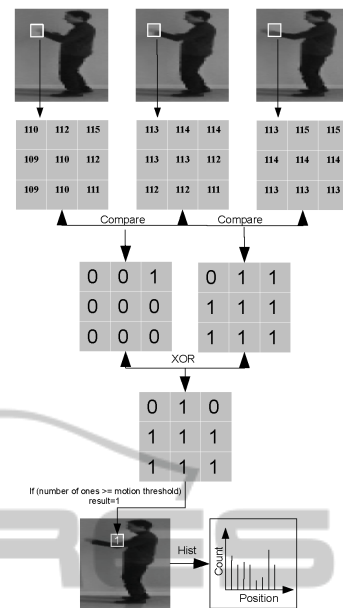 110 112 115 113 114 114 113 115 115
109 110 112 113 113 112 114 114 114
109 110 111 112 112 111 113 113 113
Compare Compare
0 0 1 0 1 1
0 0 0 1 1 1
0 0 0 1 1 1
XOR
0 1 0
1 1 1
1 1 1
If (number of ones >= motion threshold)
result=1
1
Hist
Count
Position